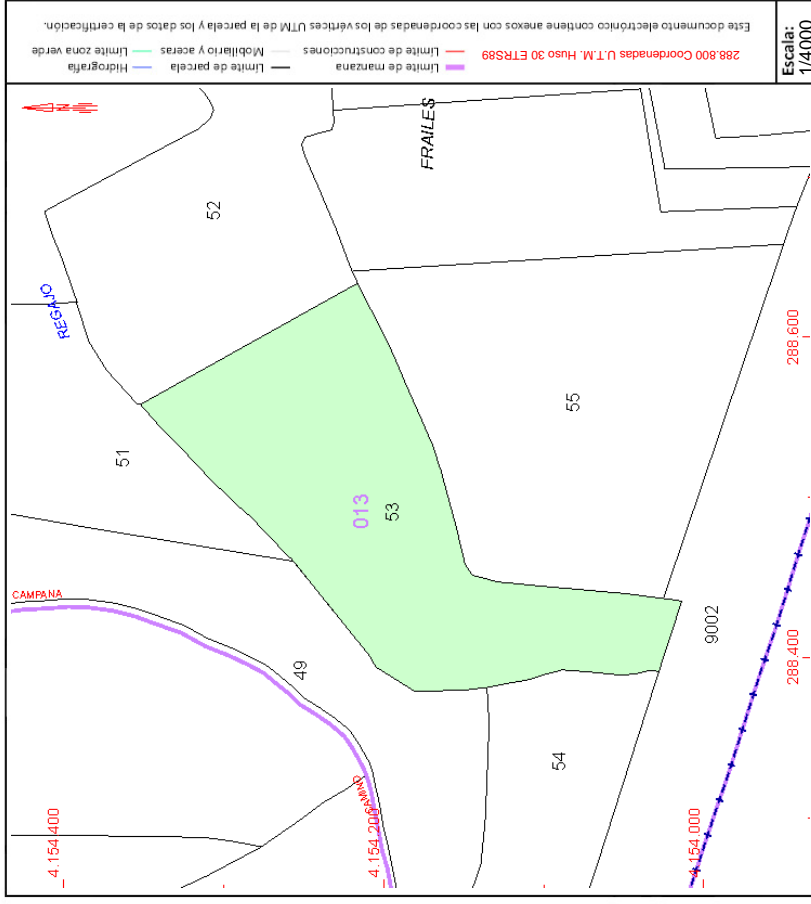 Este documento electrónico contiene anexos con las coordenadas de los vértices UTM de la parcela y los datos de la certificación.
288.800 Coordenadas U.T.M. Huso 30 ETRS89
Límite de manzana
Límite de parcela
Hidrografía
Límite de construcciones
Mobiliario y aceras
Límite zona verde
Escala:
1/4000
52
FRAILES
REGAJO
51
55
288.600
013
53
CAMPANA
49
9002
288.400
54
4.154.400
4.154.200
CAMINO
4.154.000